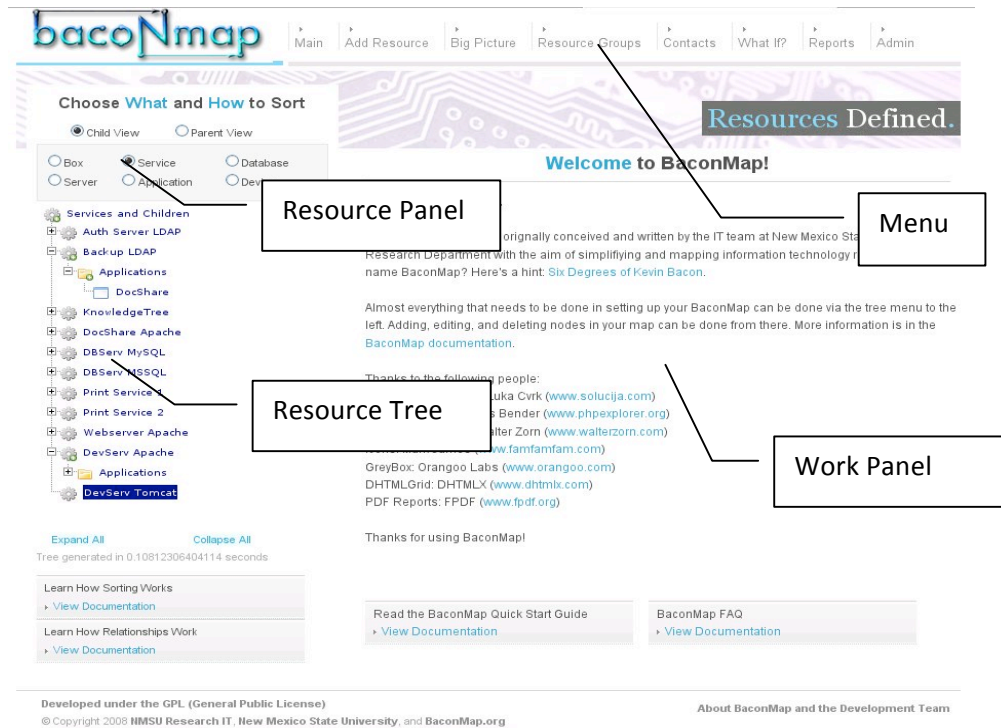 bacoNmap
Main Add Resource Big Picture Resource Groups Contacts What If? Reports Admin
Choose What and How to Sort
Child View Parent View
Box Service Database
Server Application Dev
Services and Children
Auth Server LDAP
Backup LDAP
Applications
DocShare
KnowledgeTree
DocShare Apache
DBServ MySQL
DBServ MSSQL
Print Service 1
Print Service 2
Webserver Apache
DevServ Apache
Applications
DevServ Tomcat
Expand All Collapse All
Tree generated in 0.10812306404114 seconds
Learn How Sorting Works
View Documentation
Learn How Relationships Work
View Documentation
Resources Defined.
Welcome to BaconMap!
Resource Panel
Menu
orignally conceived and written by the IT team at New Mexico Sta
Research Department with the aim of simplifiying and mapping information technology r
name BaconMap? Here's a hint: Six Degrees of Kevin Bacon.
Almost everything that needs to be done in setting up your BaconMap can be done via the tree menu to the
left. Adding, editing, and deleting nodes in your map can be done from there. More information is in the
BaconMap documentation.
Thanks to the following people:
Luka Cvrk (www.solucija.com)
s Bender (www.phpexplorer.org)
alter Zorn (www.walterzorn.com)
(www.famfamfam.com)
GreyBox: Orangoo Labs (www.orangoo.com)
DHTMLGrid: DHTMLX (www.dhtmlx.com)
PDF Reports: FPDF (www.fpdf.org)
Resource Tree
Work Panel
Thanks for using BaconMap!
Read the BaconMap Quick Start Guide
View Documentation
BaconMap FAQ
View Documentation
Developed under the GPL (General Public License)
© Copyright 2008 NMSU Research IT, New Mexico State University, and BaconMap.org
About BaconMap and the Development Team